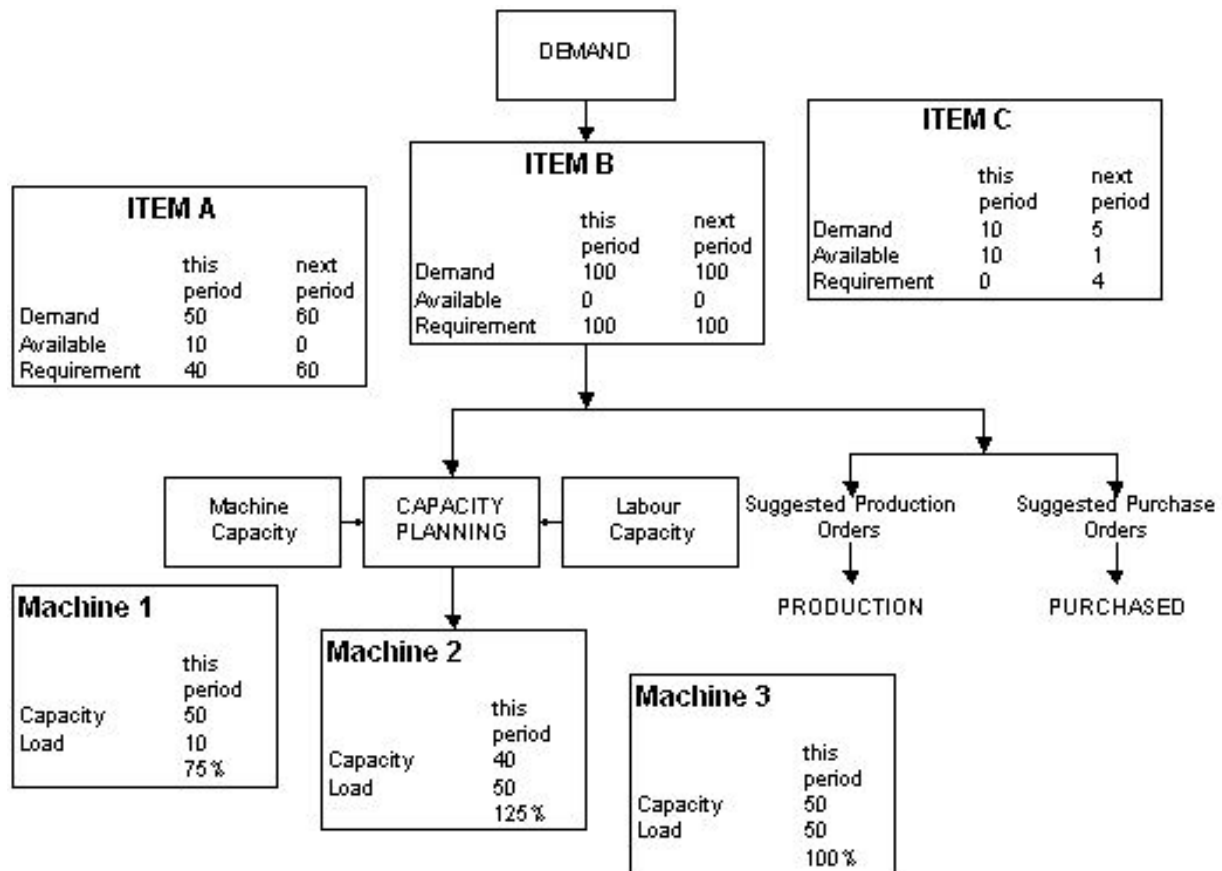 DEMAND
ITEM A
this next
period period
Demand 50 60
Available 10 0
Requirement 40 60
ITEM B
this next
period period
Demand 100 100
Available 0 0
Requirement 100 100
ITEM C
this next
period period
Demand 10 5
Available 10 1
Requirement 0 4
Machine
Capacity
CAPACITY
PLANNING
Labour
Capacity
Suggested Production
Orders
Suggested Purchase
Orders
PRODUCTION
PURCHASED
Machine 1
this
period
Capacity 50
Load 10
75%
Machine 2
this
period
Capacity 40
Load 50
125%
Machine 3
this
period
Capacity 50
Load 50
100%